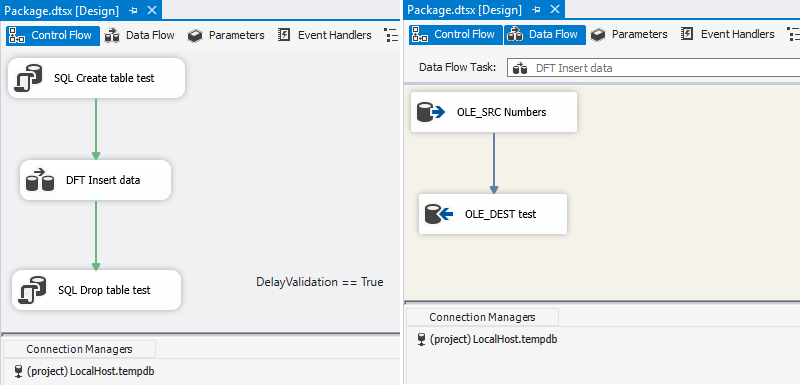 Package.dtsx [Design]
Control Flow
Data Flow
Parameters
Event Handlers
SQL Create table test
DFT Insert data
SQL Drop table test
DelayValidation == True
Connection Managers
(project) LocalHost.tempdb
Package.dtsx [Design]
Control Flow
Data Flow
Parameters
Event Handlers
Data Flow Task:
DFT Insert data
OLE_SRC Numbers
OLE_DEST test
Connection Managers
(project) LocalHost.tempdb